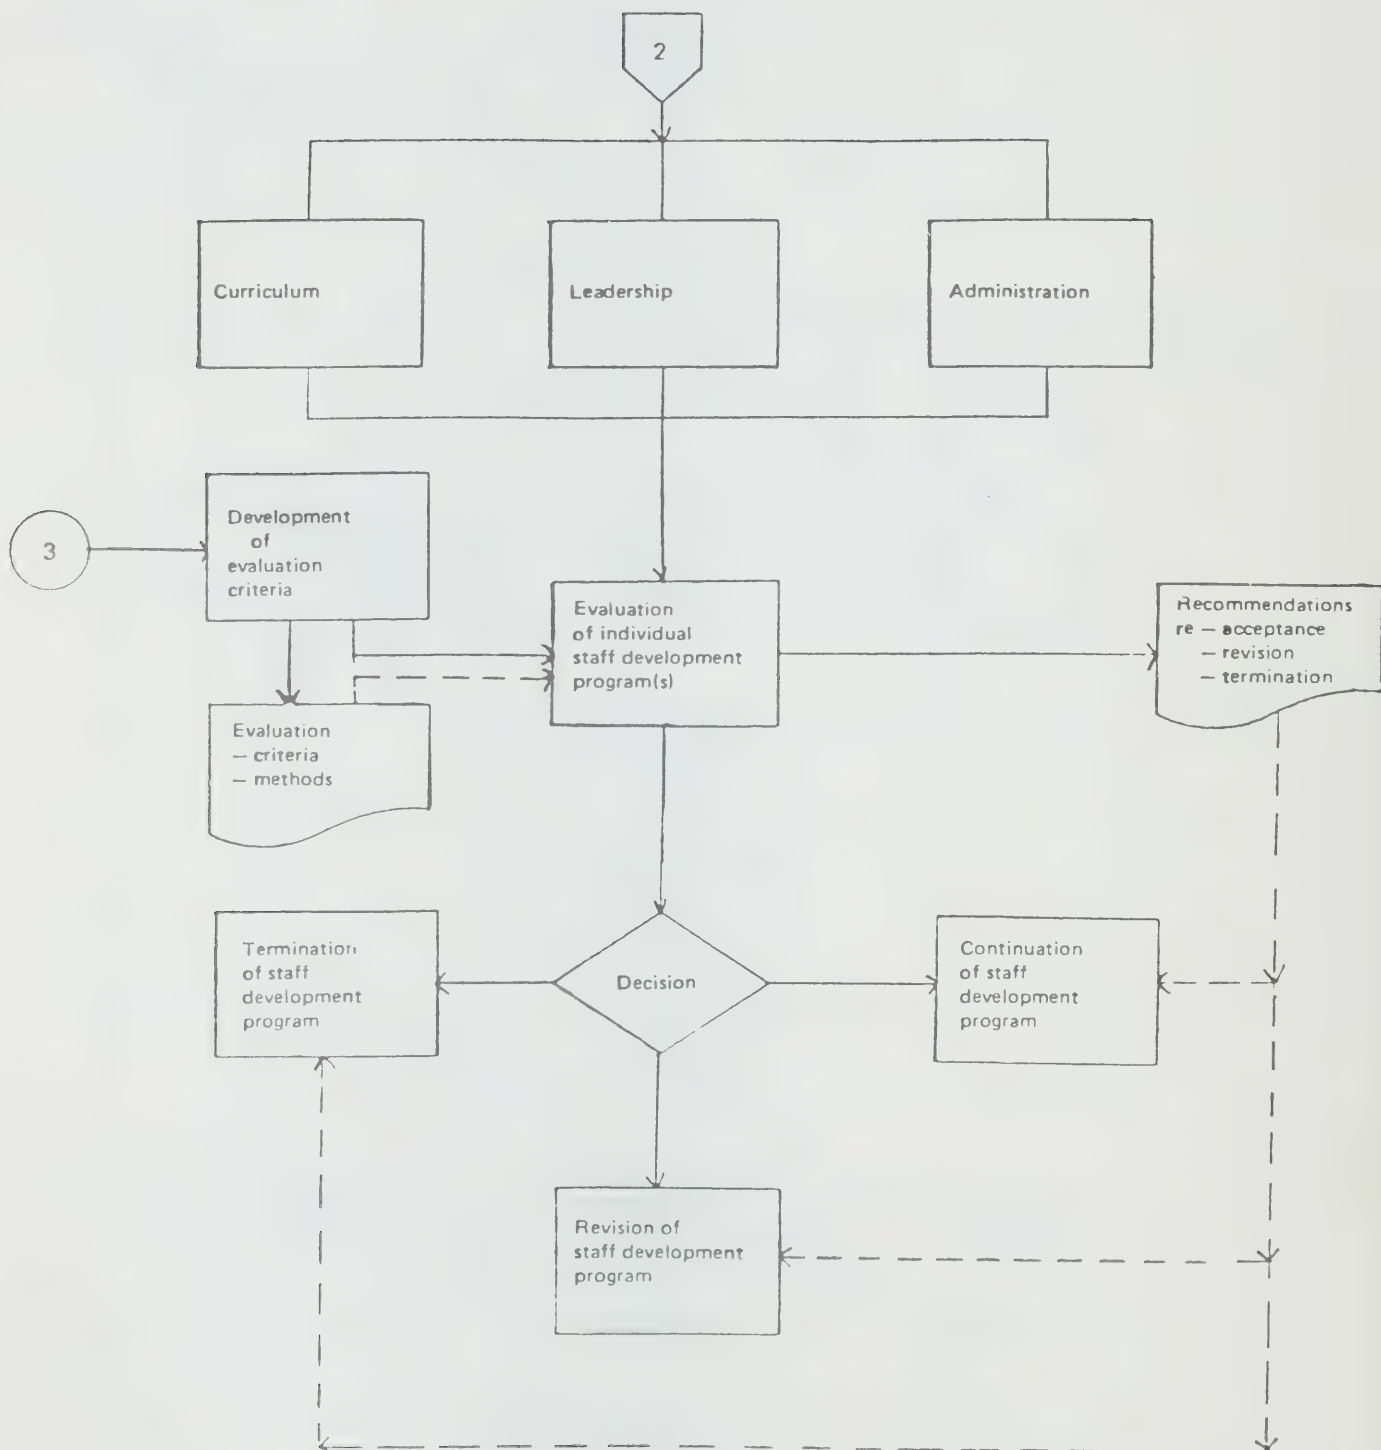 2
Curriculum
Leadership
Administration
3
Development
of
evaluation
criteria
Evaluation
of individual
staff development
program(s)
Recommendations
re — acceptance
— revision
— termination
Evaluation
— criteria
— methods
Termination
of staff
development
program
Decision
Continuation
of staff
development
program
Revision of
staff development
program